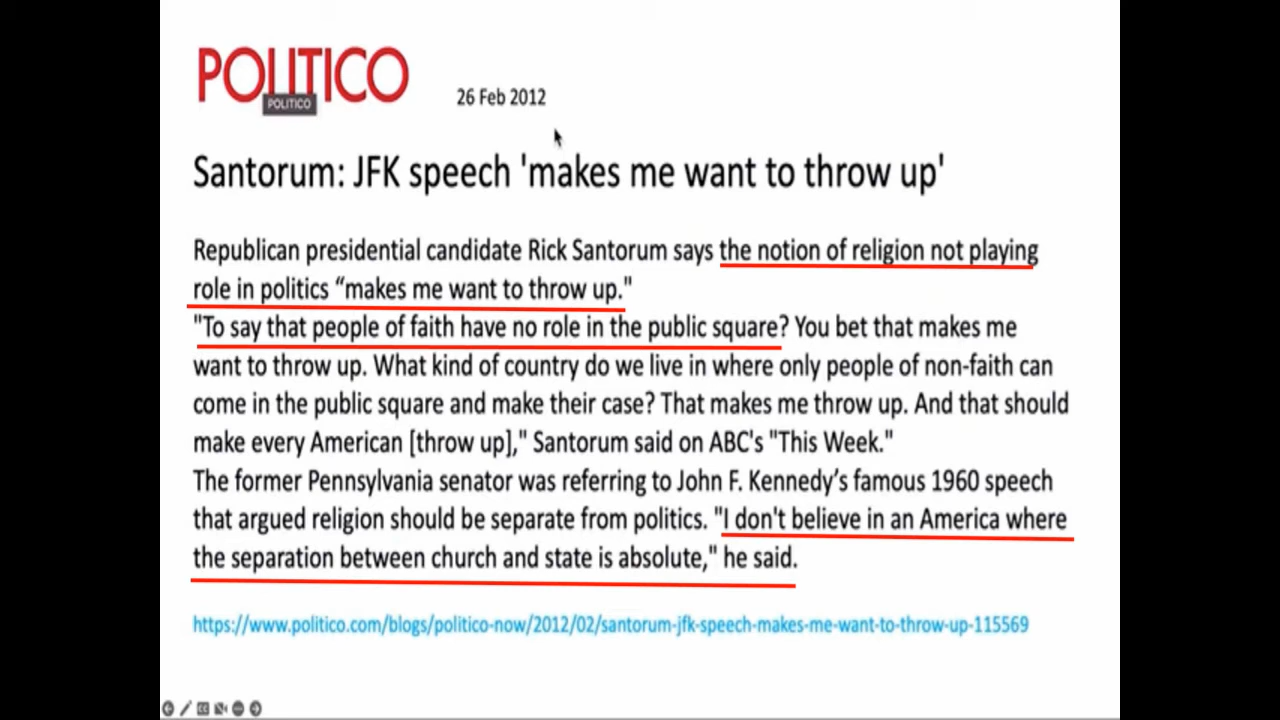 POLITICO
POLITICO
26 Feb 2012
Santorum: JFK speech 'makes me want to throw up'
Republican presidential candidate Rick Santorum says the notion of religion not playing
role in politics “makes me want to throw up."
"To say that people of faith have no role in the public square? You bet that makes me
want to throw up. What kind of country do we live in where only people of non-faith can
come in the public square and make their case? That makes me throw up. And that should
make every American [throw up]," Santorum said on ABC's "This Week."
The former Pennsylvania senator was referring to John F. Kennedy’s famous 1960 speech
that argued religion should be separate from politics. "I don't believe in an America where
the separation between church and state is absolute," he said.
https://www.politico.com/blogs/politico-now/2012/02/santorum-jfk-speech-makes-me-want-to-throw-up-115569